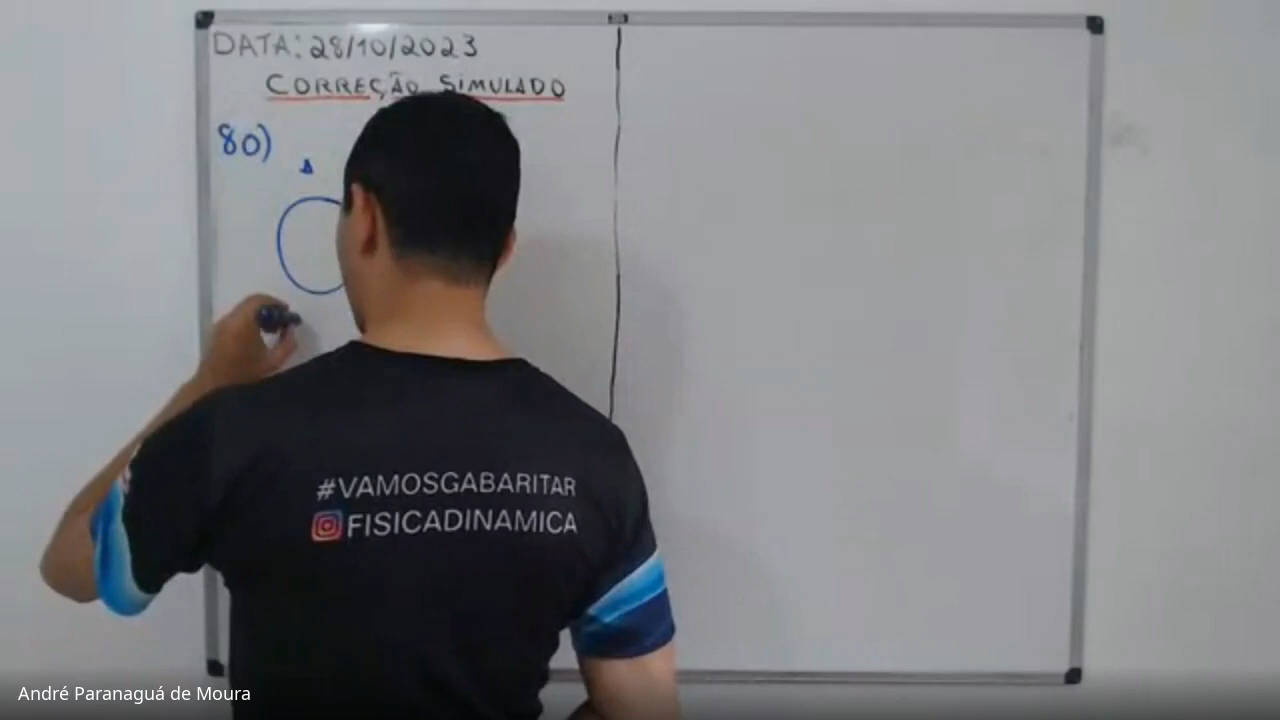 DATA: 28/10/2023
CORREÇÃO SIMULADO
80)
A
#VAMOSGABARITAR
FISICADINAMICA
André Paranaguá de Moura